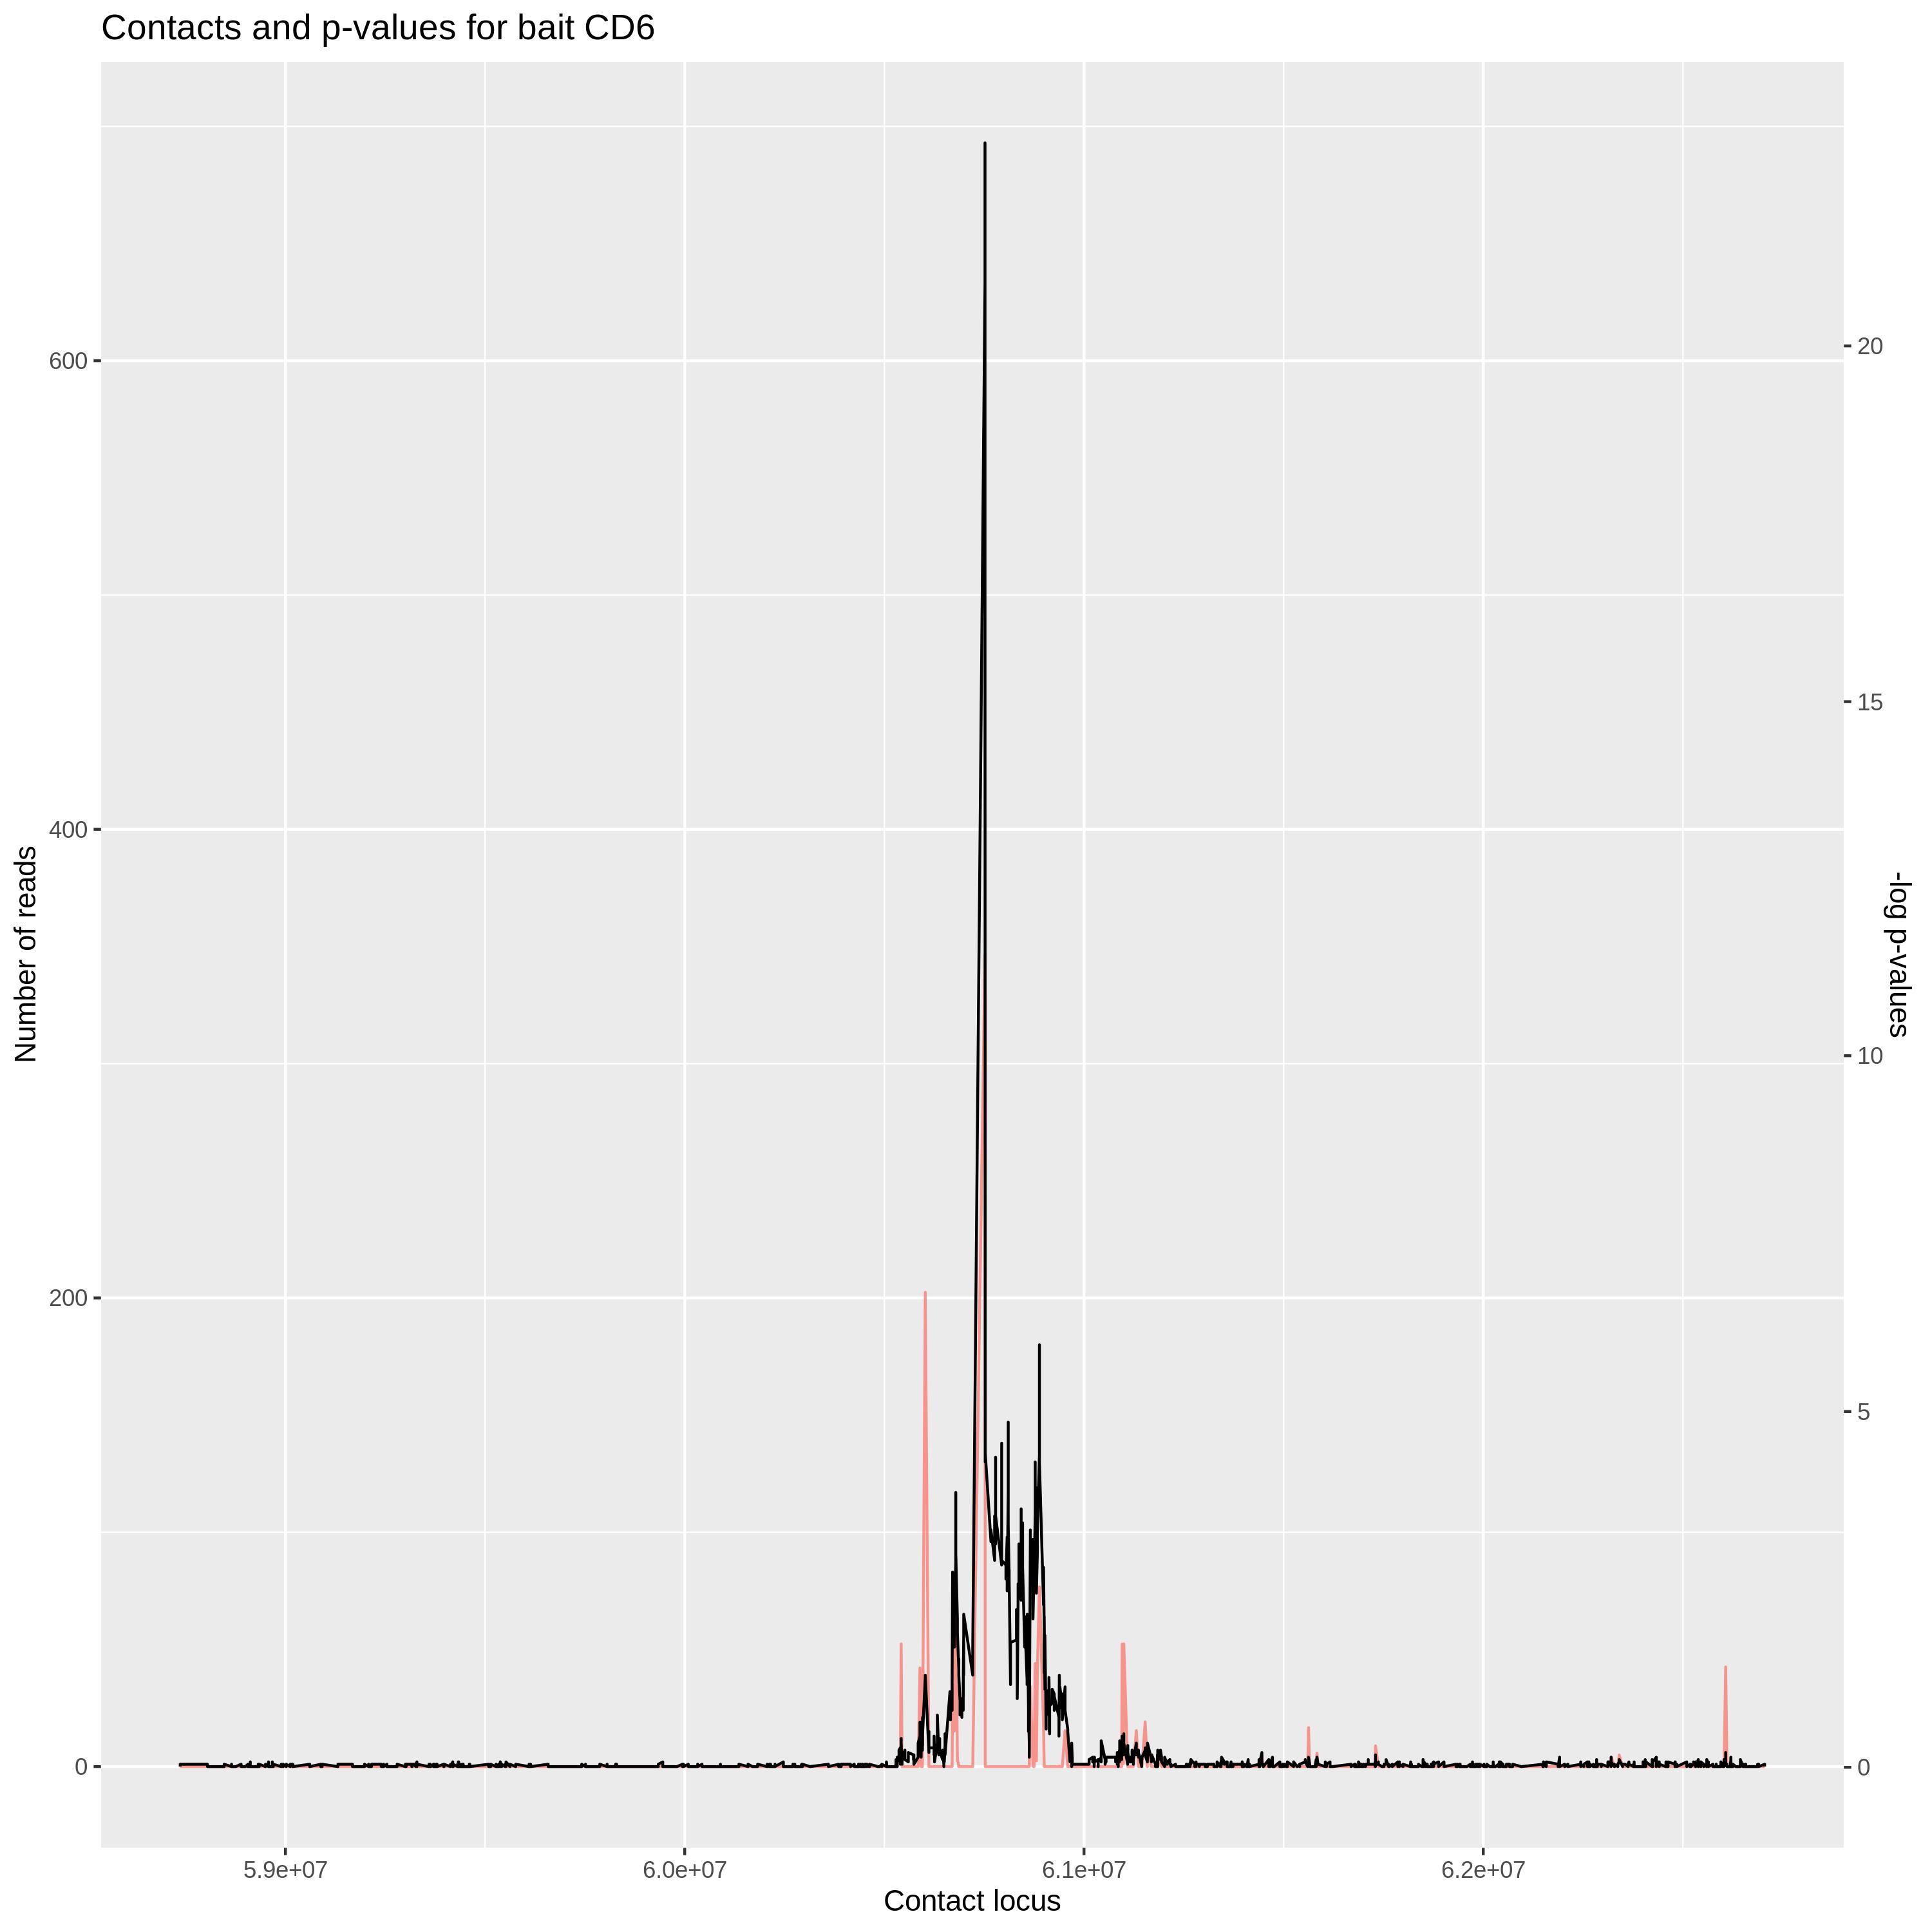 Contacts and p-values for bait CD6
Number of reads
600
400
200
0
20
15
10
5
0
-log p-values
5.9e+07
6.0e+07
6.1e+07
6.2e+07
Contact locus